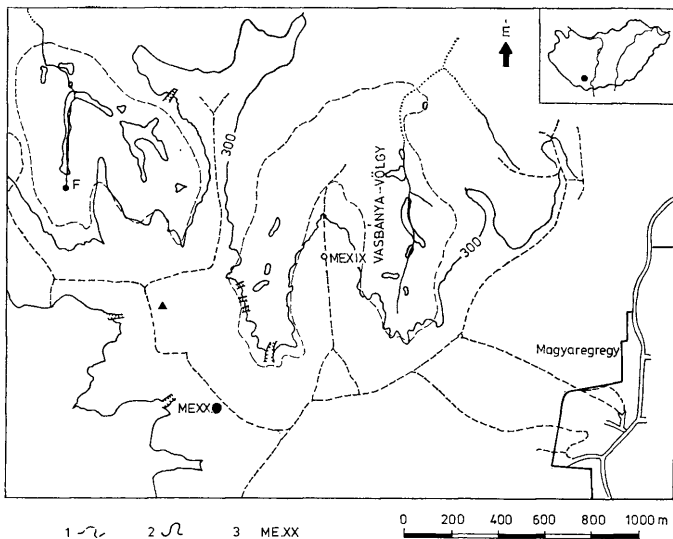 -E-
300
F
VASBÁNYA-VÖLGY
300
MEXIX
Magyaregregy
MEXX.
1 2 3 ME.XX
0 200 400 600 800 1000 m